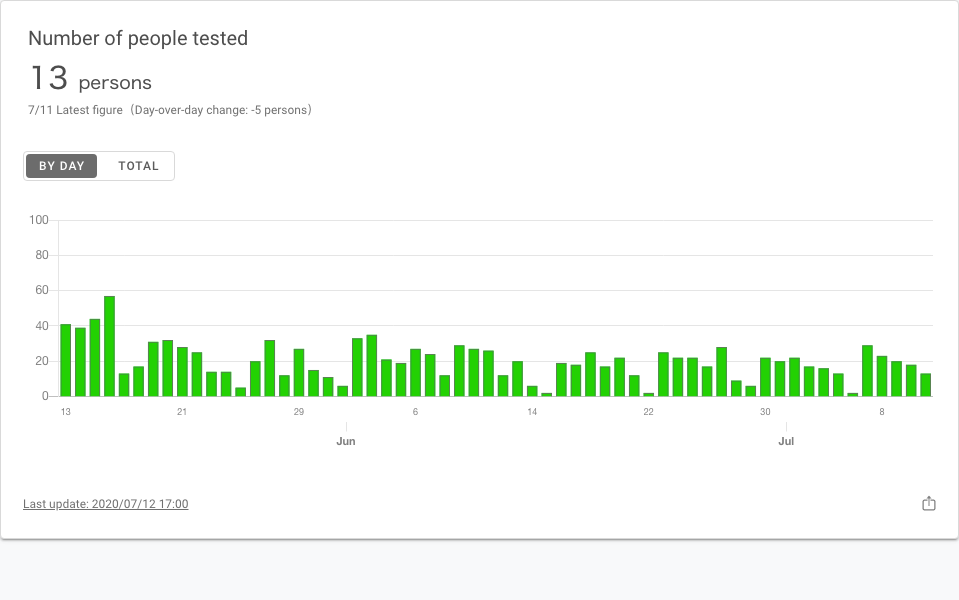 Number of people tested
13 persons
7/11 Latest figure（Day-over-day change: -5 persons）
BY DAY TOTAL
100
80
60
40
20
0
13 21 29 6 14 22 30 8
Jun Jul
Last update: 2020/07/12 17:00